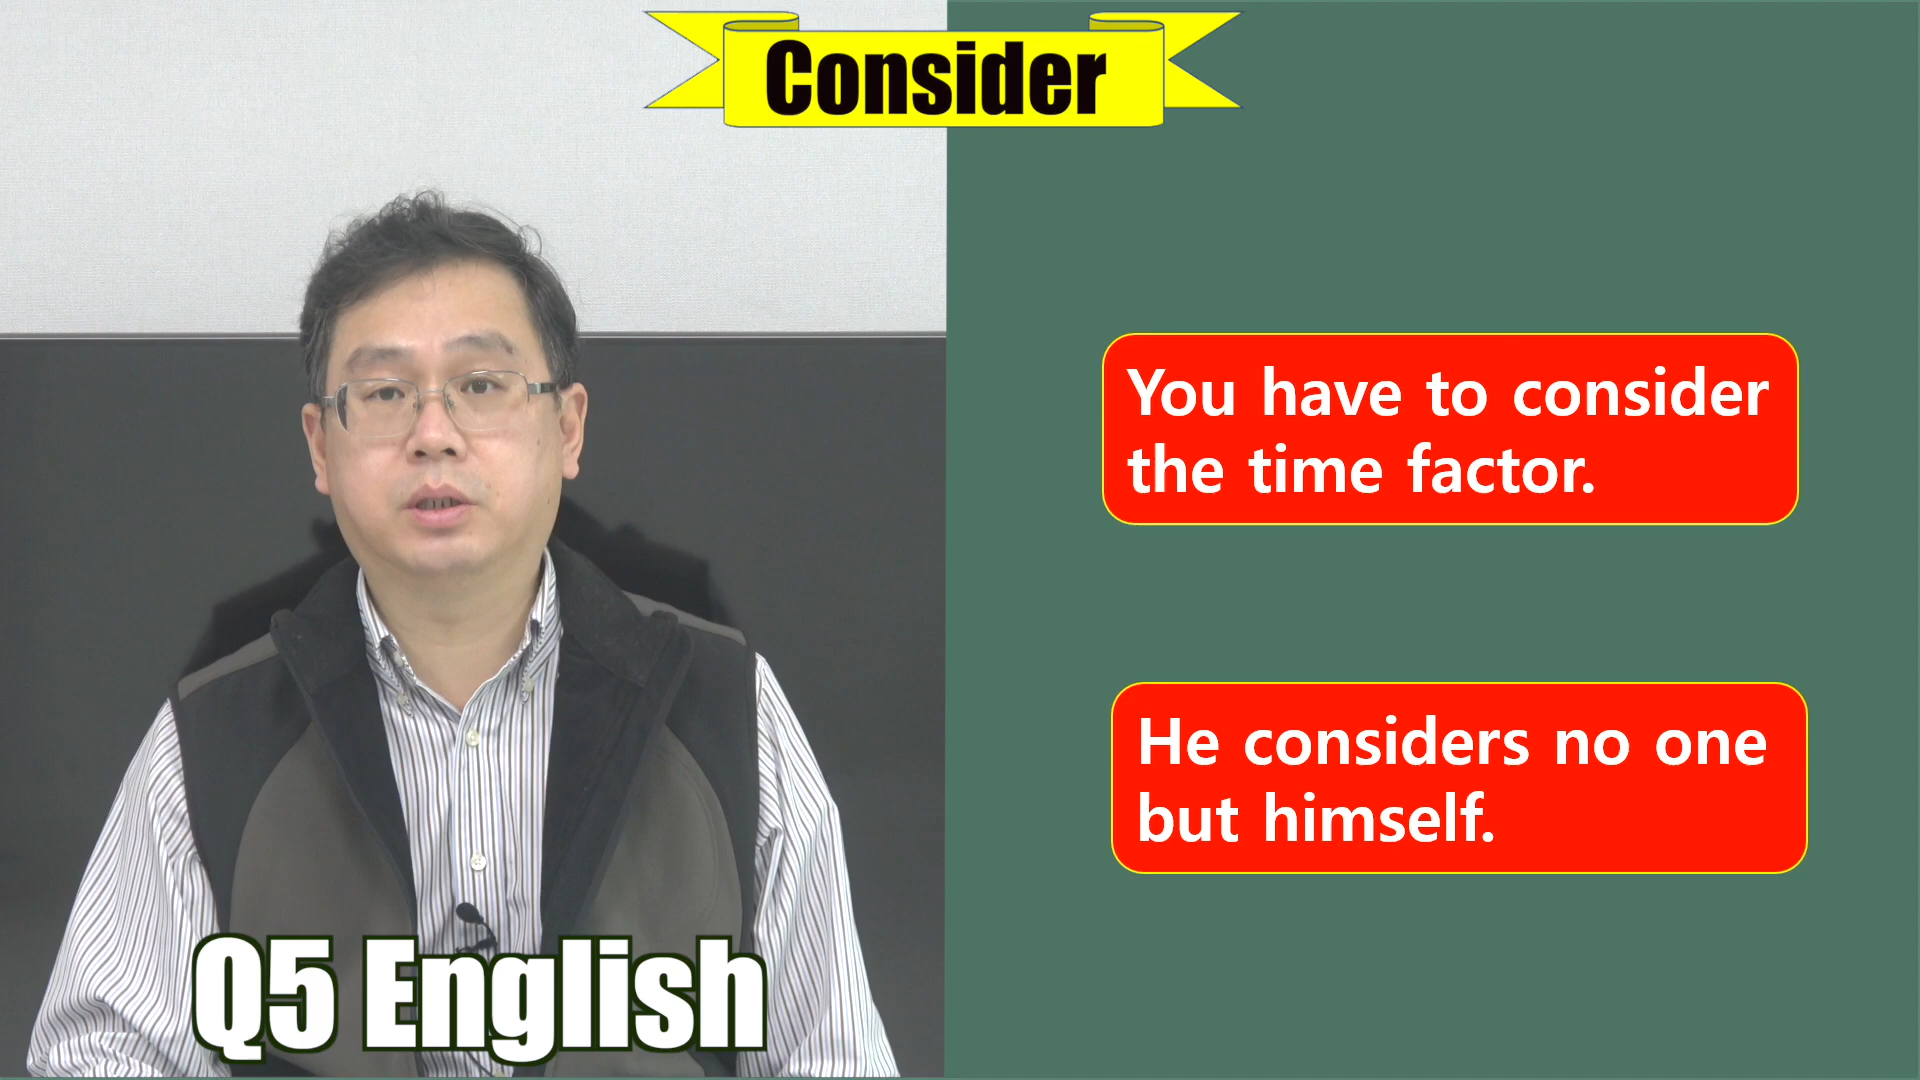 Consider
You have to consider
the time factor.
He considers no one
but himself.
Q5 English